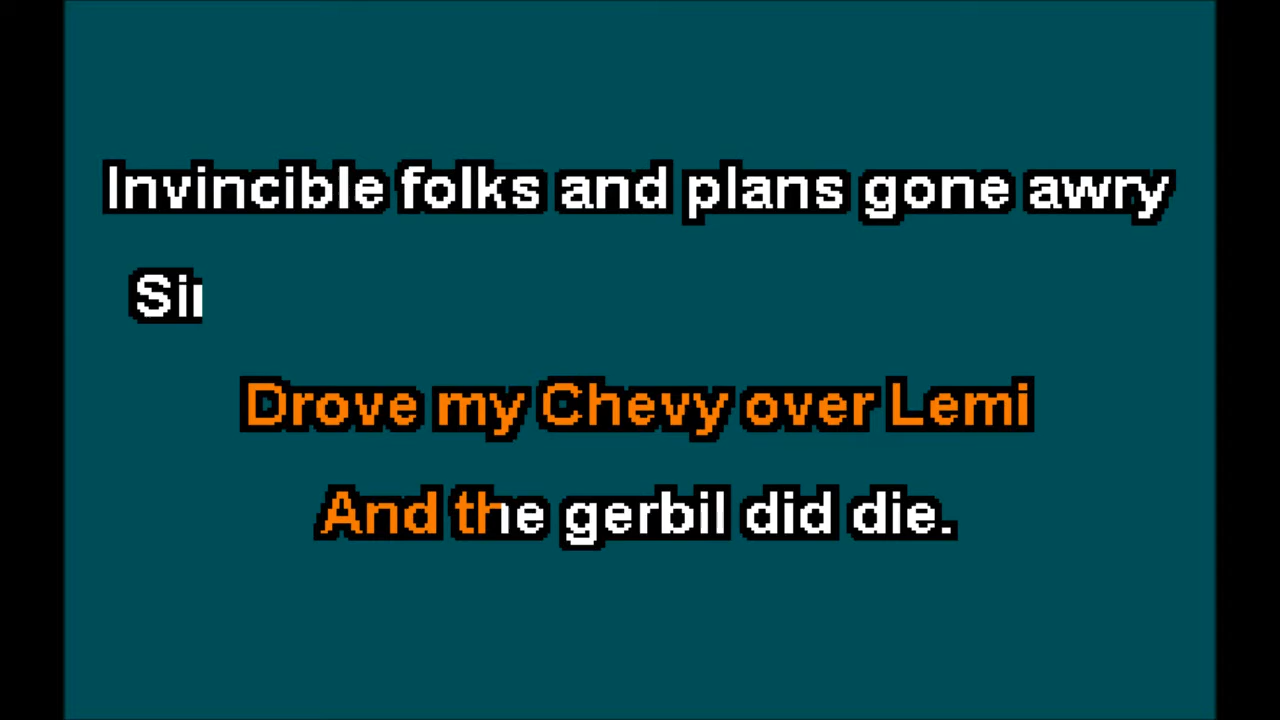 Invincible folks and plans gone awry
Si
Drove my Chevy over Lemi
And the gerbil did die.